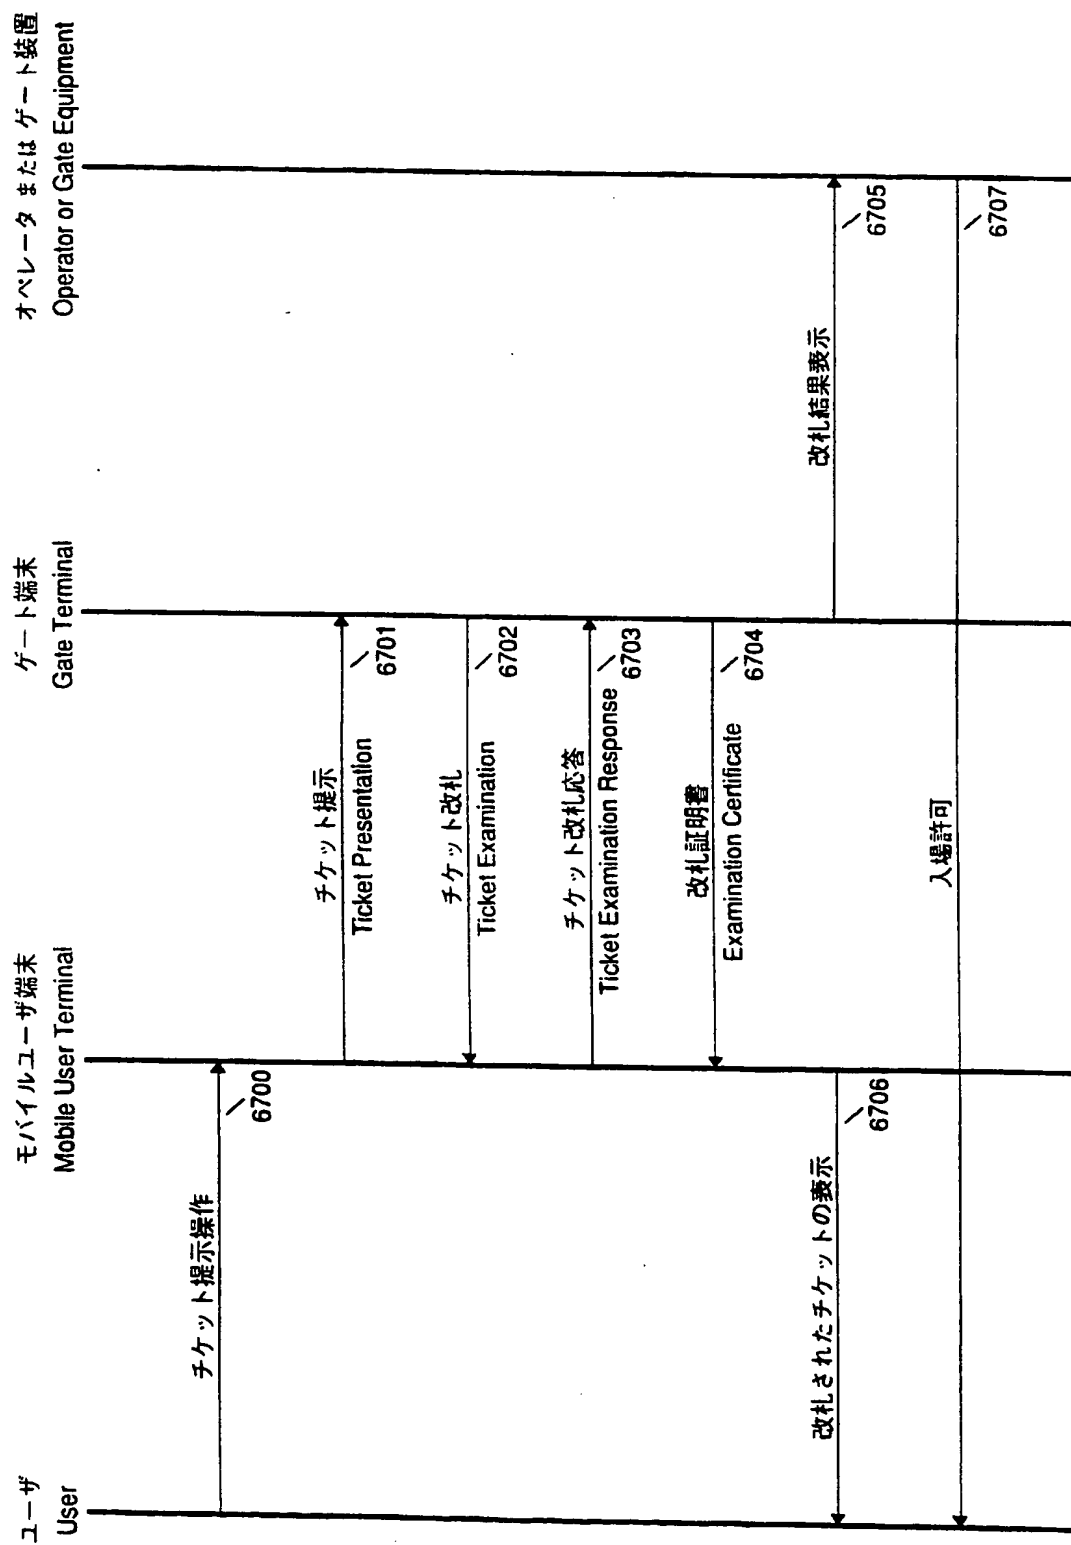 ユーザ
User
モバイルユーザ端末
Mobile User Terminal
ゲート端末
Gate Terminal
オペレータ または ゲート装置
Operator or Gate Equipment
チケット提示操作
6700
チケット提示
Ticket Presentation
6701
チケット改札
Ticket Examination
6702
チケット改札応答
Ticket Examination Response
6703
改札証明書
Examination Certificate
6704
改札結果表示
6705
改札されたチケットの表示
6706
入場許可
6707